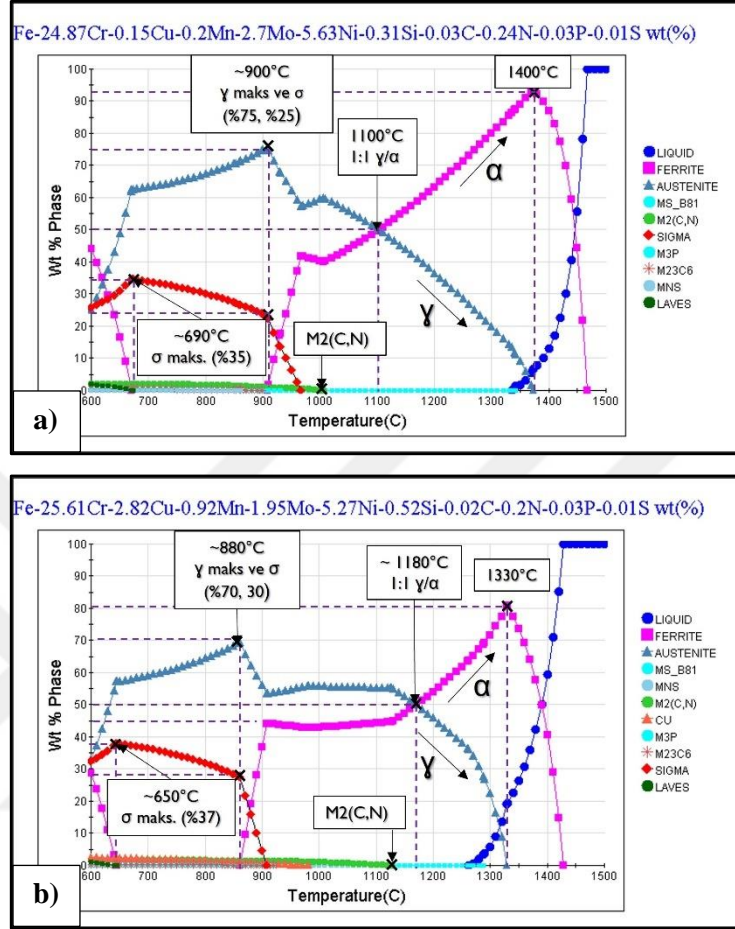 Fe-24.87Cr-0.15Cu-0.2Mn-2.7Mo-5.63Ni-0.31Si-0.03C-0.24N-0.03P-0.01S wt(%)
~900°C
ɣ maks ve σ
(%75, %25)
1400°C
1100°C
1:1 ɣ/α
α
ɣ
~690°C
σ maks. (%35)
M2(C,N)
Wt % Phase
100
90
80
70
60
50
40
30
20
10
0
600 700 800 900 1000 1100 1200 1300 1400 1500
Temperature(C)
LIQUID
FERRITE
AUSTENITE
MS_B81
M2(C,N)
SIGMA
M3P
M23C6
MNS
LAVES
a)
Fe-25.61Cr-2.82Cu-0.92Mn-1.95Mo-5.27Ni-0.52Si-0.02C-0.2N-0.03P-0.01S wt(%)
~880°C
ɣ maks ve σ
(%70, 30)
~ 1180°C
1:1 ɣ/α
1330°C
α
ɣ
~650°C
σ maks. (%37)
M2(C,N)
Wt % Phase
100
90
80
70
60
50
40
30
20
10
0
600 700 800 900 1000 1100 1200 1300 1400 1500
Temperature(C)
LIQUID
FERRITE
AUSTENITE
MS_B81
MNS
M2(C,N)
CU
M3P
M23C6
SIGMA
LAVES
b)